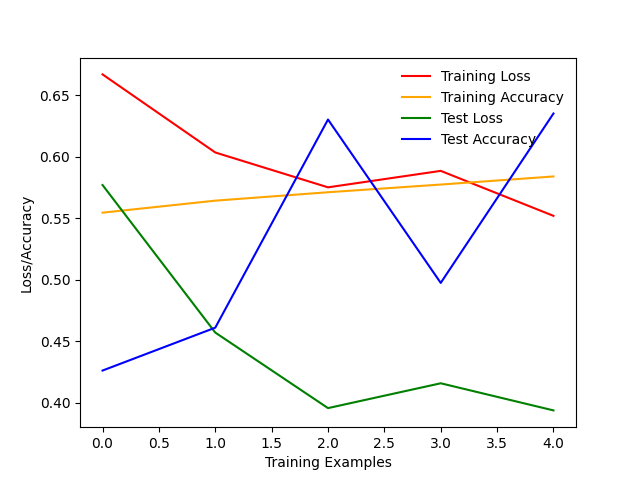 Training Loss
Training Accuracy
Test Loss
Test Accuracy
0.65
0.60
0.55
0.50
0.45
0.40
Loss/Accuracy
0.0 0.5 1.0 1.5 2.0 2.5 3.0 3.5 4.0
Training Examples